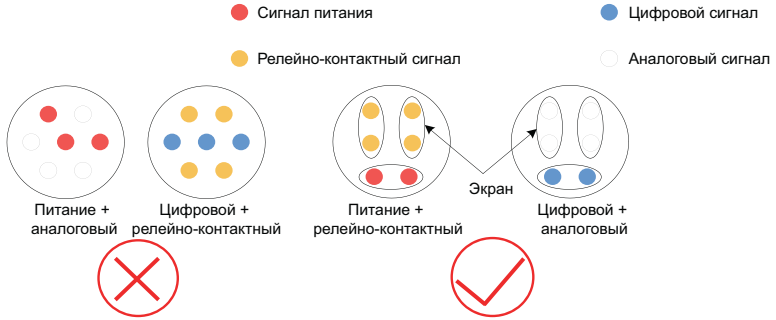 Сигнал питания
Цифровой сигнал
Релейно-контактный сигнал
Аналоговый сигнал
Экран
Питание +
аналоговый
Цифровой +
релейно-контактный
Питание +
релейно-контактный
Цифровой +
аналоговый